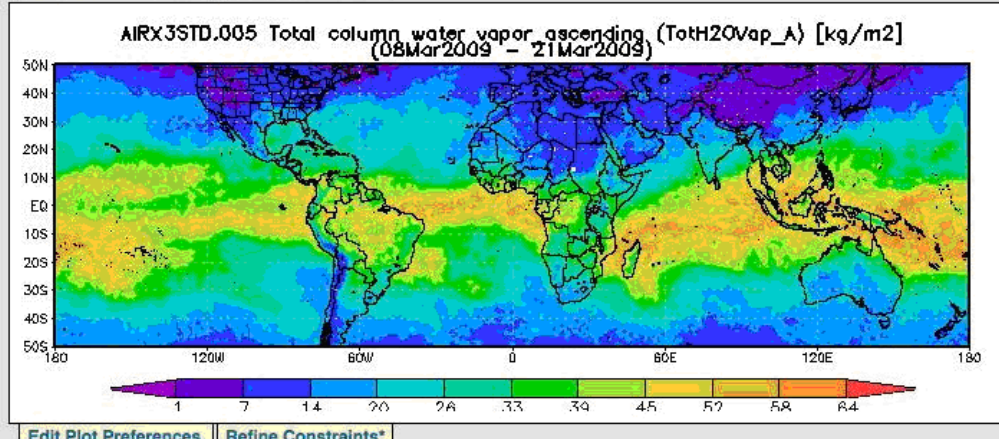 AIRX3STD.005 Total column water vapor ascending (TotH2OVap_A) [kg/m2]
(08Mar2009 - 21Mar2009)
50N
40N
30N
20N
10N
EQ
10S
20S
30S
40S
50S
180 120W 60W 0 60E 120E 180
1 7 14 20 26 33 39 45 52 58 64
Edit Plot Preferences Refine Constraints*